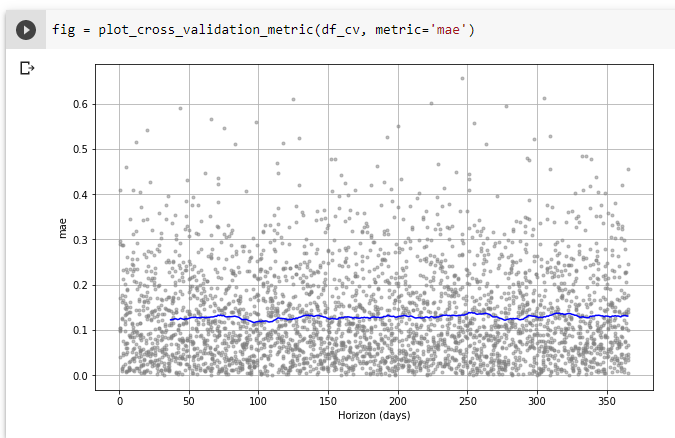 fig = plot_cross_validation_metric(df_cv, metric='mae')
0.6
0.5
0.4
0.3
0.2
0.1
0.0
mae
0 50 100 150 200 250 300 350
Horizon (days)